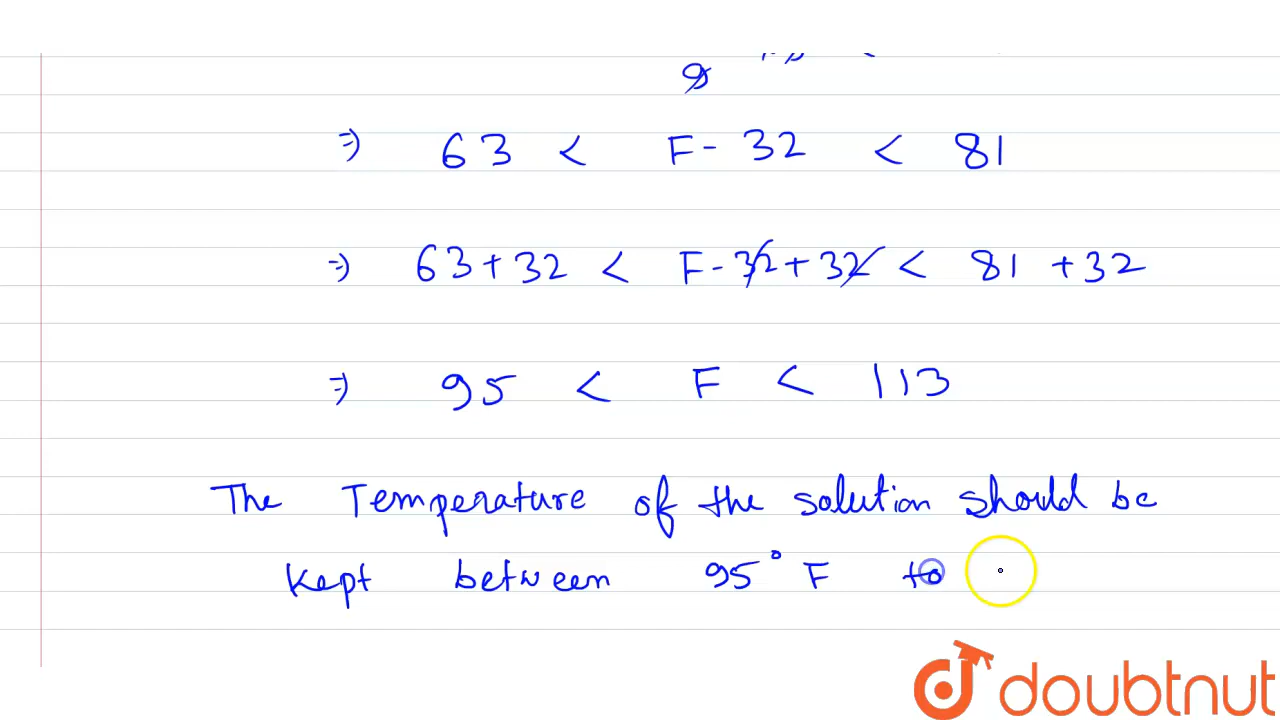 9
⇒ 63 < F - 32 < 81
⇒ 63 + 32 < F - 32 + 32 < 81 + 32
⇒ 95 < F < 113
The Temperature of the solution should be
kept between 95° F to
doubtnut